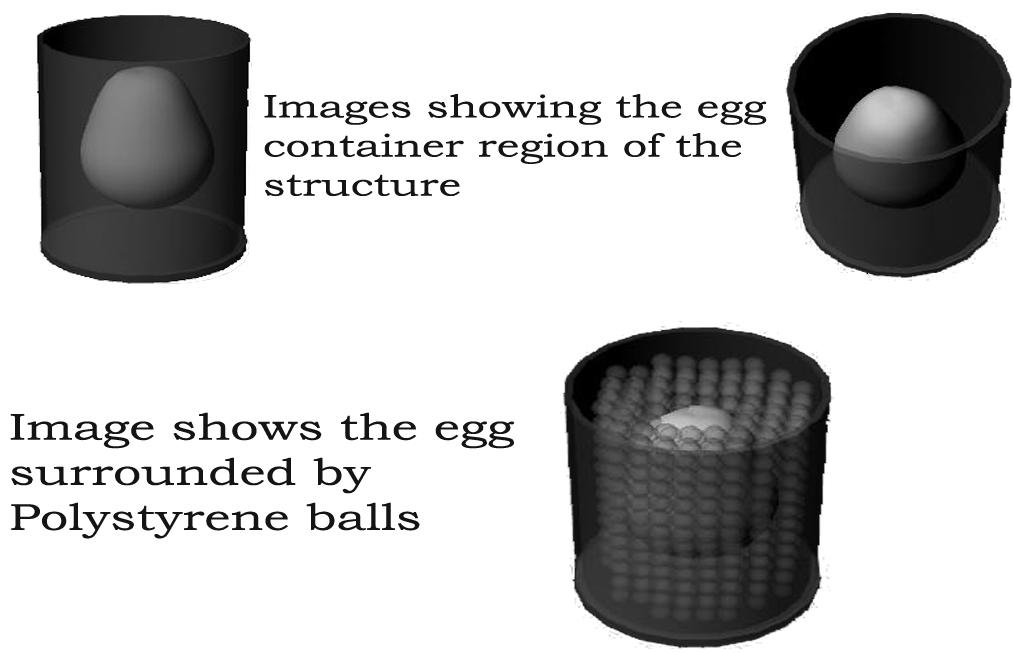 Images showing the egg
container region of the
structure
Image shows the egg
surrounded by
Polystyrene balls